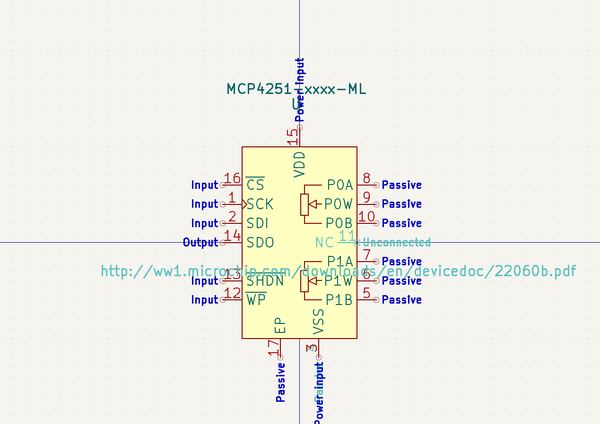 Power input
MCP4251-xxxx-ML
15
VDD
Input 16 CS P0A 8 Passive
Input 1 SCK P0W 9 Passive
Input 2 SDI P0B 10 Passive
Output 14 SDO NC 11 Unconnected
P1A 7 Passive
http://ww1.microchip.com/downloads/en/devicedoc/22060b.pdf
Input 13 SHDN P1W 6 Passive
Input 12 WP P1B 5 Passive
EP VSS
17 3
Passive Power input